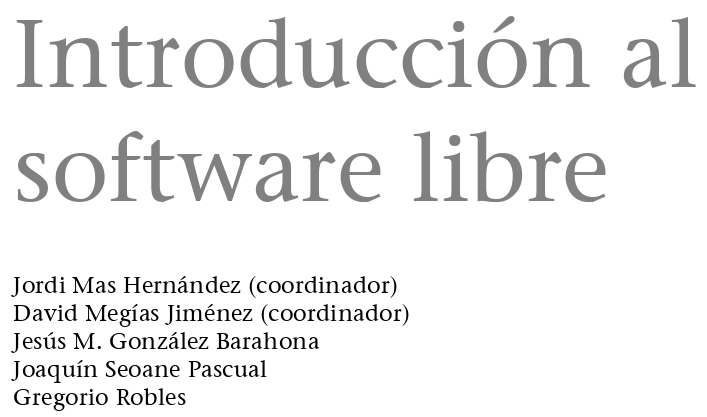 Introducción al
software libre
Jordi Mas Hernández (coordinador)
David Megías Jiménez (coordinador)
Jesús M. González Barahona
Joaquín Seoane Pascual
Gregorio Robles